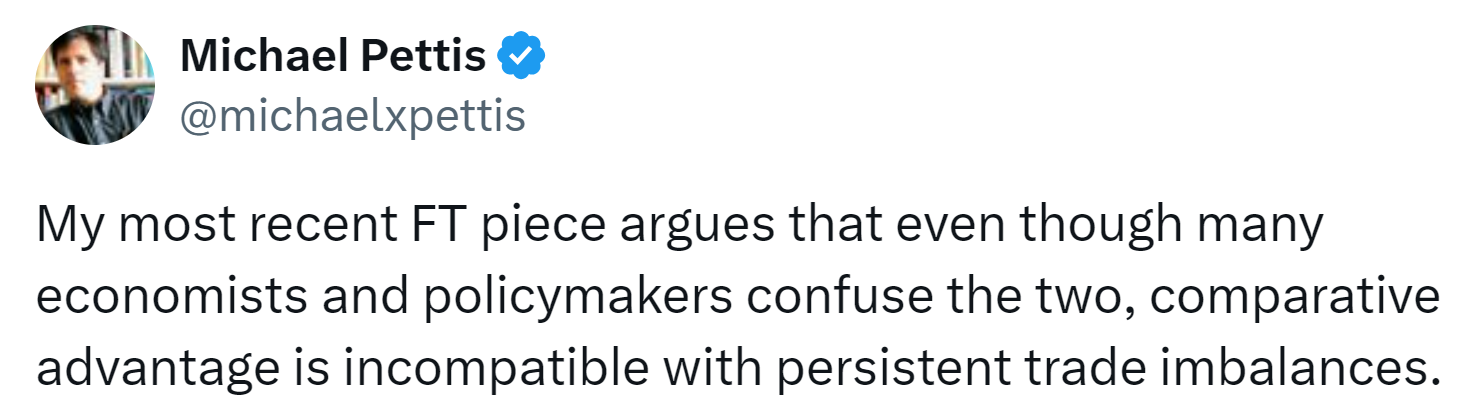 Michael Pettis
@michaelxpettis
My most recent FT piece argues that even though many
economists and policymakers confuse the two, comparative
advantage is incompatible with persistent trade imbalances.